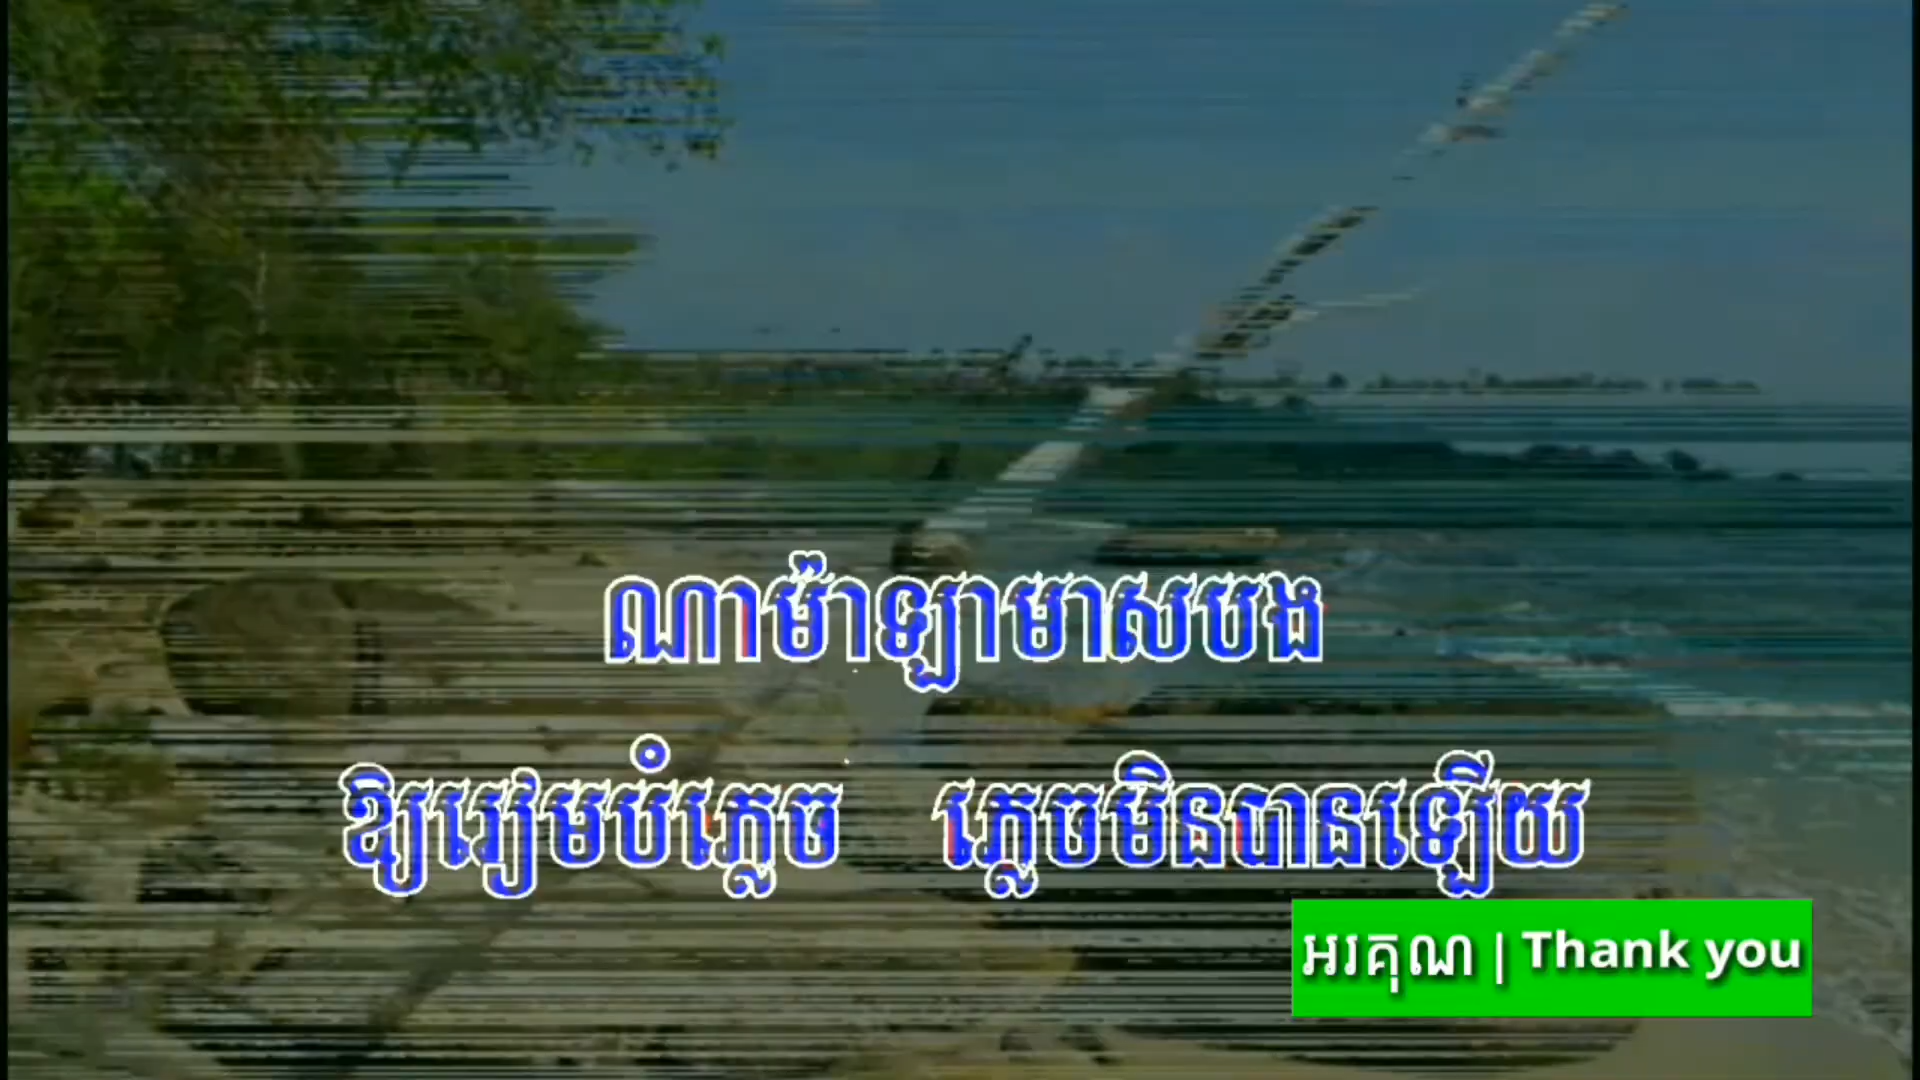 ណាម៉ាឡាមាសបង
ឱ្យរៀមបំភ្លេច ភ្លេចមិនបានឡើយ
អរគុណ | Thank you